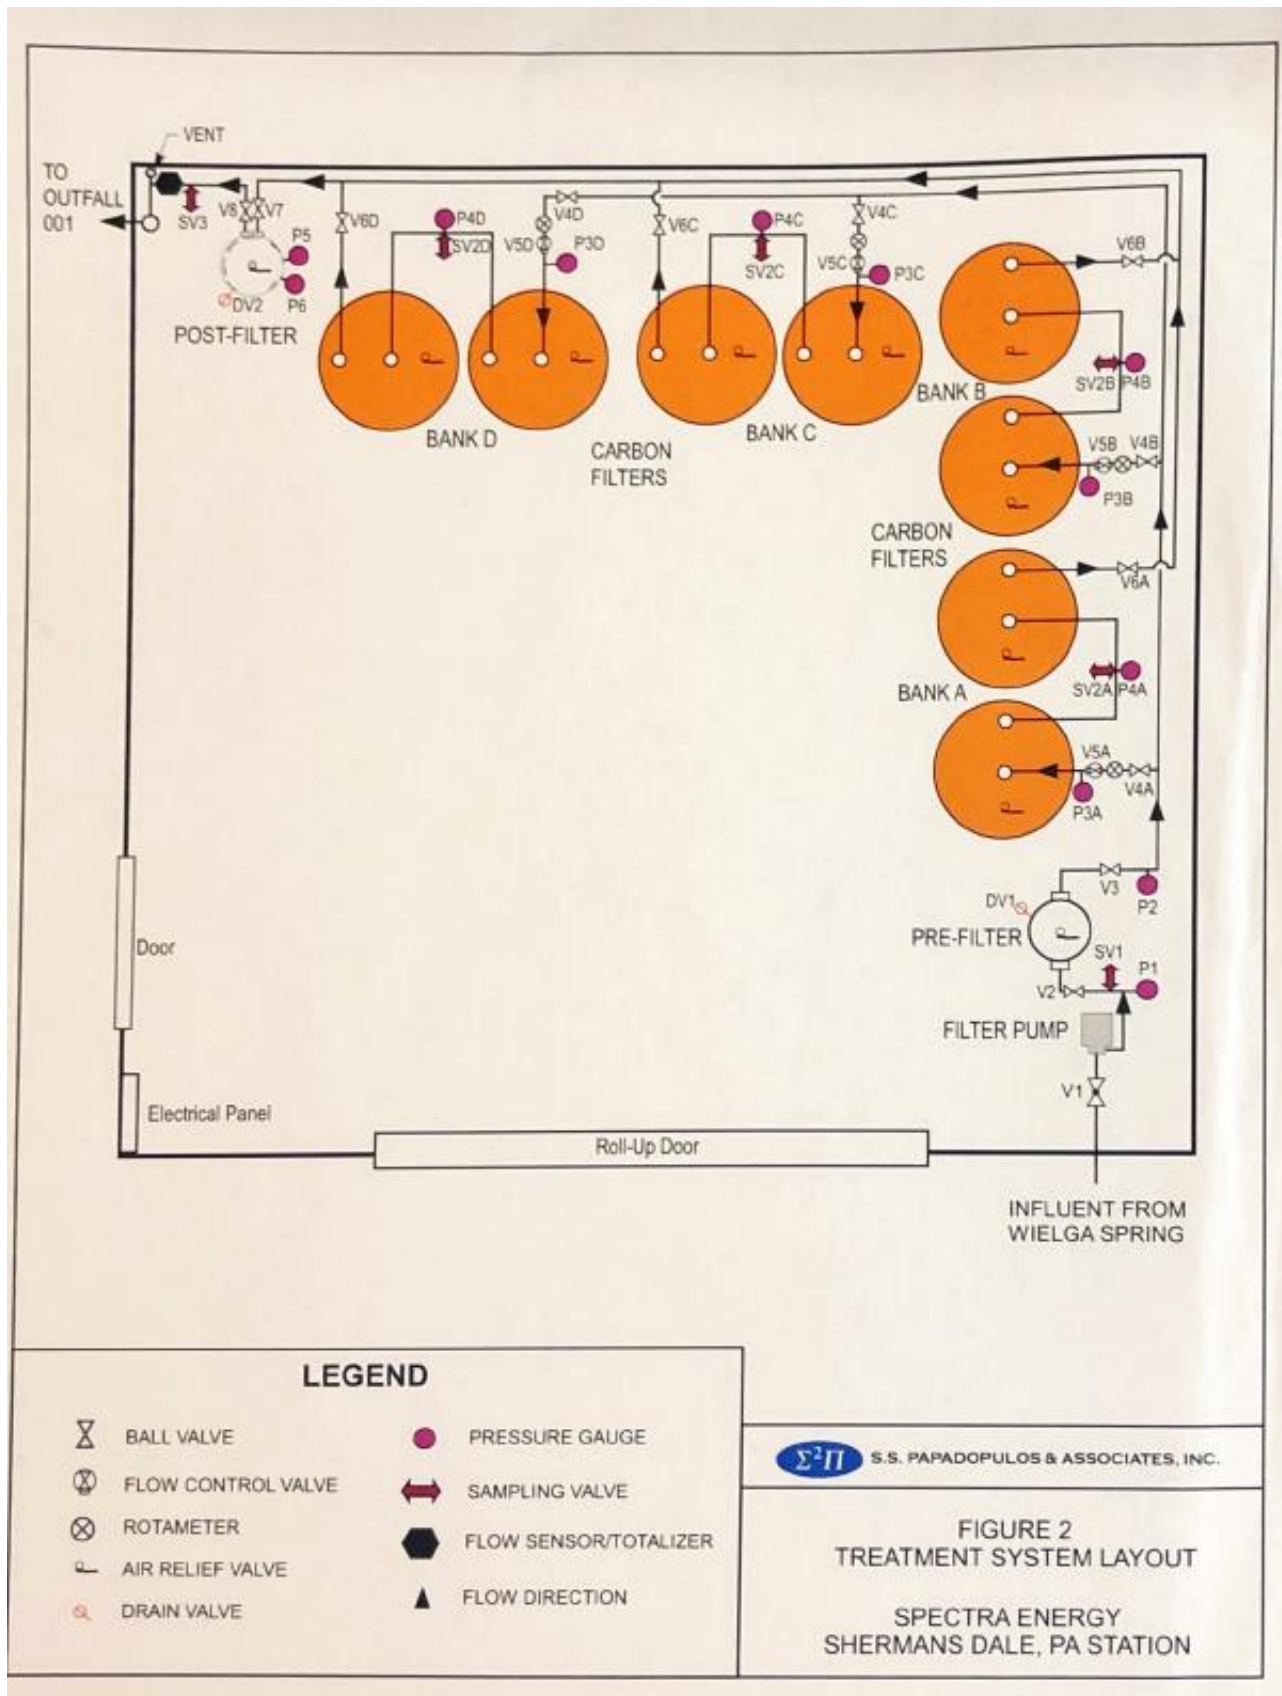 VENT
TO
OUTFALL
001
SV3
V8
V7
P5
P6
DV2
POST-FILTER
V6D
P4D
SV2D
V4D
V5D
P3D
V6C
P4C
SV2C
V4C
V5C
P3C
V6B
BANK D
CARBON
FILTERS
BANK C
BANK B
SV2B
P4B
V5B
V4B
P3B
CARBON
FILTERS
V6A
SV2A
P4A
BANK A
V5A
V4A
P3A
V3
P2
DV1
PRE-FILTER
SV1
P1
V2
FILTER PUMP
V1
Door
Electrical Panel
Roll-Up Door
INFLUENT FROM
WIELGA SPRING
LEGEND
BALL VALVE
FLOW CONTROL VALVE
ROTAMETER
AIR RELIEF VALVE
DRAIN VALVE
PRESSURE GAUGE
SAMPLING VALVE
FLOW SENSOR/TOTALIZER
FLOW DIRECTION
Σ²Π S.S. PAPADOPULOS & ASSOCIATES, INC.
FIGURE 2
TREATMENT SYSTEM LAYOUT
SPECTRA ENERGY
SHERMANS DALE, PA STATION